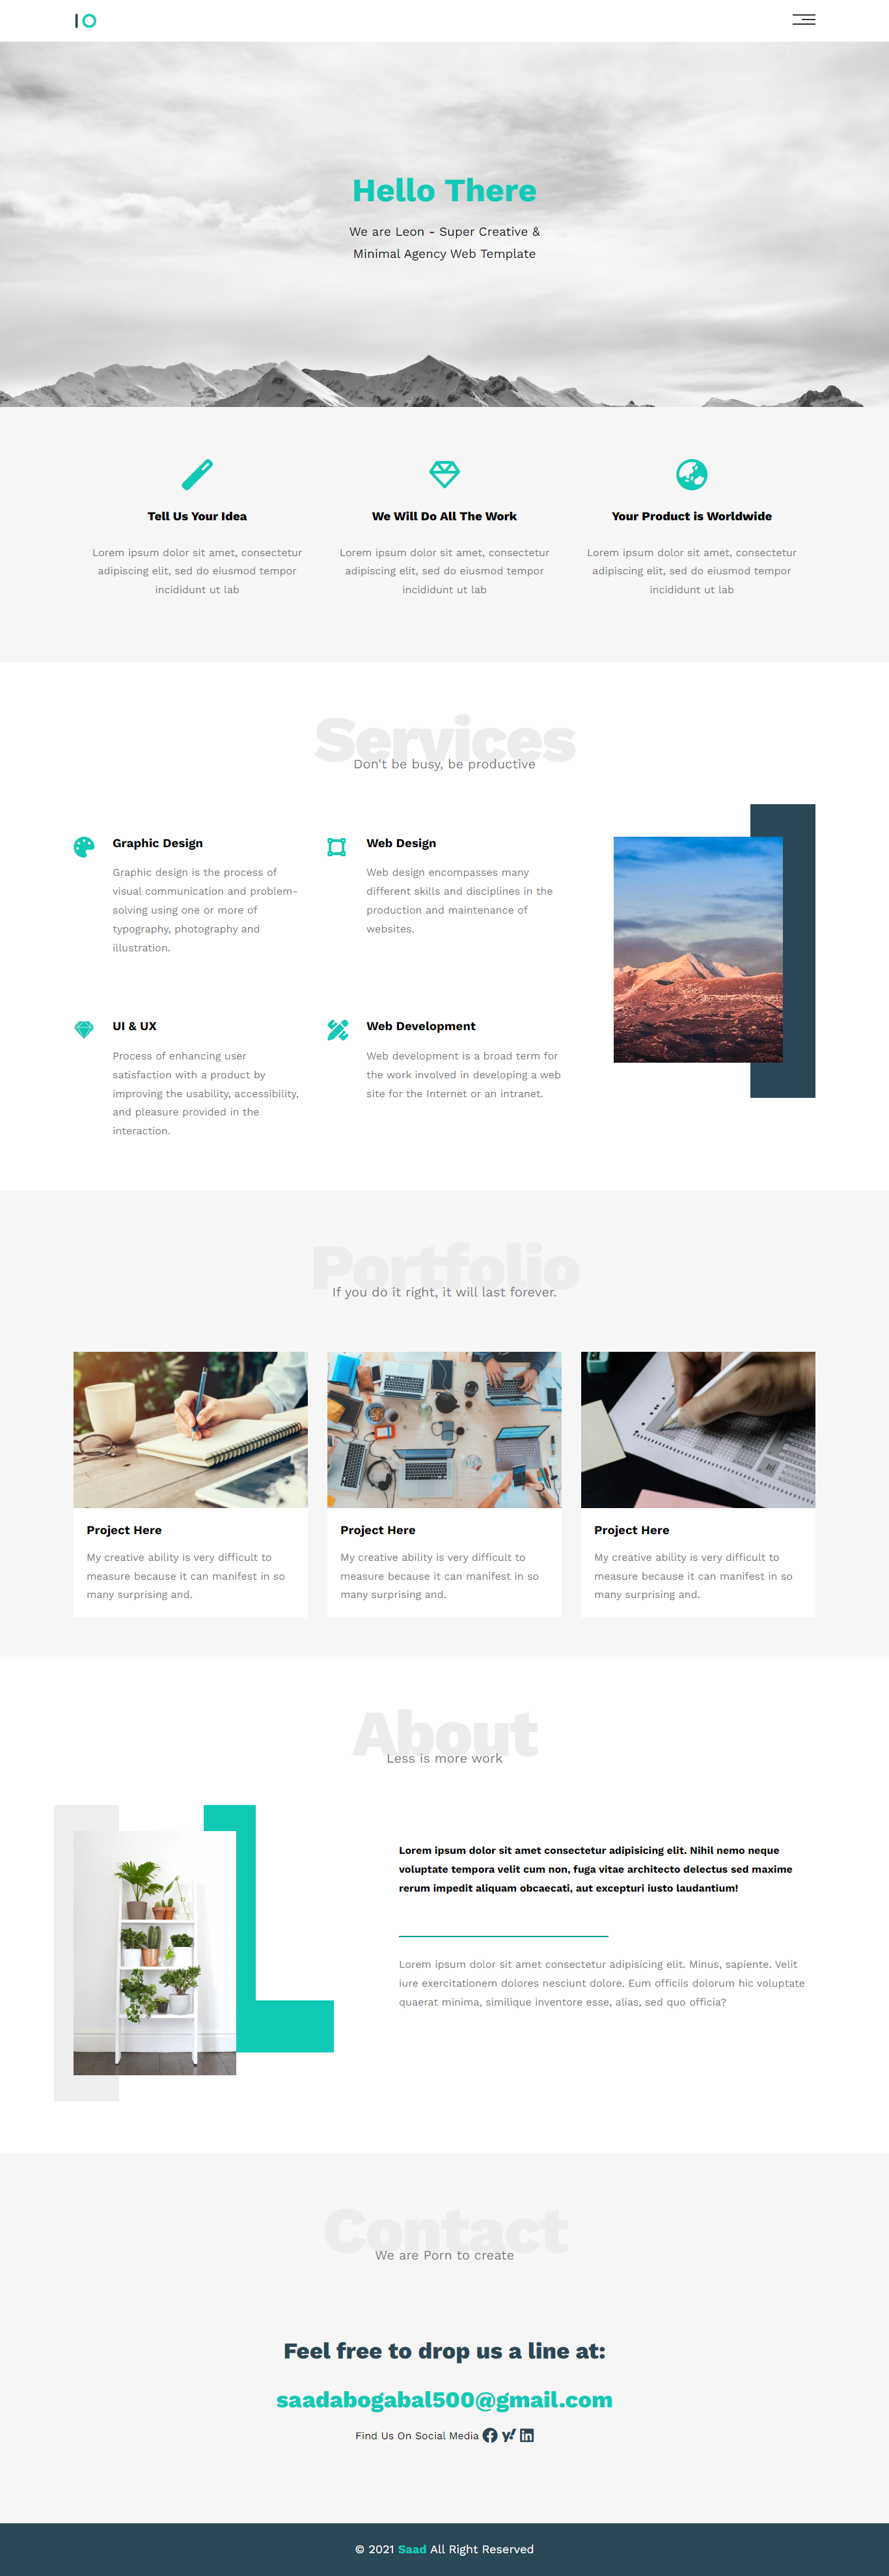 IO
Hello There
We are Leon - Super Creative &
Minimal Agency Web Template
Tell Us Your Idea
Lorem ipsum dolor sit amet, consectetur
adipiscing elit, sed do eiusmod tempor
incididunt ut lab
We Will Do All The Work
Lorem ipsum dolor sit amet, consectetur
adipiscing elit, sed do eiusmod tempor
incididunt ut lab
Your Product is Worldwide
Lorem ipsum dolor sit amet, consectetur
adipiscing elit, sed do eiusmod tempor
incididunt ut lab
Services
Don't be busy, be productive
Graphic Design
Graphic design is the process of
visual communication and problem-
solving using one or more of
typography, photography and
illustration.
Web Design
Web design encompasses many
different skills and disciplines in the
production and maintenance of
websites.
UI & UX
Process of enhancing user
satisfaction with a product by
improving the usability, accessibility,
and pleasure provided in the
interaction.
Web Development
Web development is a broad term for
the work involved in developing a web
site for the Internet or an intranet.
Portfolio
If you do it right, it will last forever.
Project Here
My creative ability is very difficult to
measure because it can manifest in so
many surprising and.
Project Here
My creative ability is very difficult to
measure because it can manifest in so
many surprising and.
Project Here
My creative ability is very difficult to
measure because it can manifest in so
many surprising and.
About
Less is more work
Lorem ipsum dolor sit amet consectetur adipisicing elit. Nihil nemo neque
voluptate tempora velit cum non, fuga vitae architecto delectus sed maxime
rerum impedit aliquam obcaecati, aut excepturi iusto laudantium!
Lorem ipsum dolor sit amet consectetur adipisicing elit. Minus, sapiente. Velit
iure exercitationem dolores nesciunt dolore. Eum officiis dolorum hic voluptate
quaerat minima, similique inventore esse, alias, sed quo officia?
Contact
We are Porn to create
Feel free to drop us a line at:
saadabogabal500@gmail.com
Find Us On Social Media
© 2021 Saad All Right Reserved